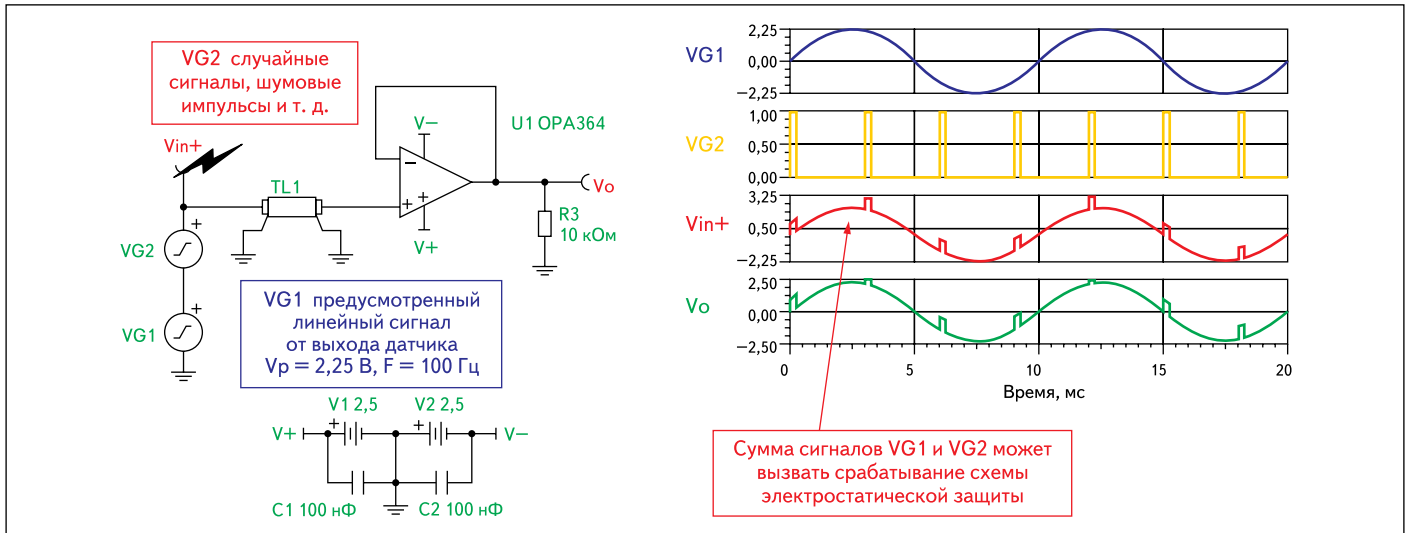 VG2 случайные
сигналы, шумовые
импульсы и т. д.
Vin+
TL1
VG2
VG1
V−
V+
U1 OPA364
Vo
R3
10 кОм
VG1 предусмотренный
линейный сигнал
от выхода датчика
Vp = 2,25 В, F = 100 Гц
V1 2,5
V2 2,5
V+
V−
C1 100 нФ
C2 100 нФ
VG1
2,25
0,00
−2,25
VG2
1,00
0,50
0,00
Vin+
3,25
0,50
−2,25
Vo
2,50
0,00
−2,50
0
5
10
15
20
Время, мс
Сумма сигналов VG1 и VG2 может
вызвать срабатывание схемы
электростатической защиты